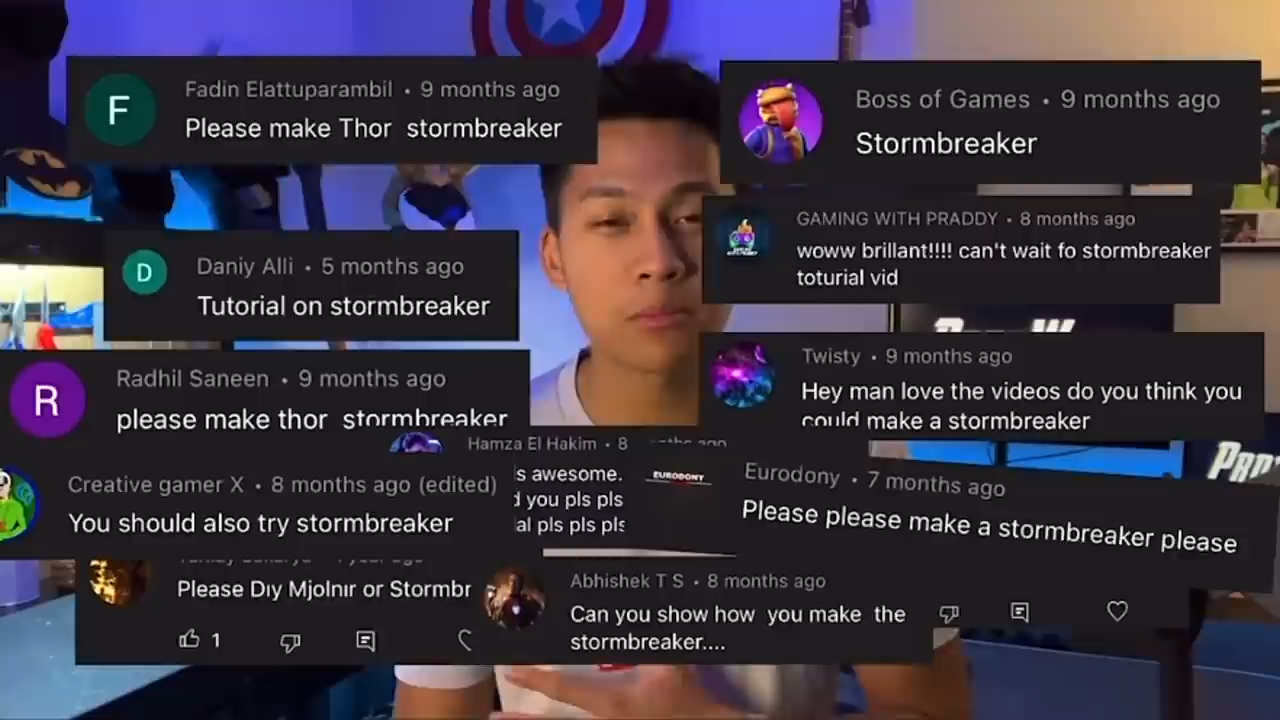 Fadin Elattuparambil • 9 months ago
Please make Thor stormbreaker
Boss of Games • 9 months ago
Stormbreaker
GAMING WITH PRADDY • 8 months ago
woww brillant!!!! can't wait fo stormbreaker
toturial vid
Daniy Alli • 5 months ago
Tutorial on stormbreaker
Twisty • 9 months ago
Hey man love the videos do you think you
could make a stormbreaker
Radhil Saneen • 9 months ago
please make thor stormbreaker
Hamza El Hakim • 8
s awesome.
d you pls pls
al pls pls pls
EURODONY
Eurodony • 7 months ago
Please please make a stormbreaker please
Creative gamer X • 8 months ago (edited)
You should also try stormbreaker
Please Dıy Mjolnır or Stormbr
1
Abhishek T S • 8 months ago
Can you show how you make the
stormbreaker....